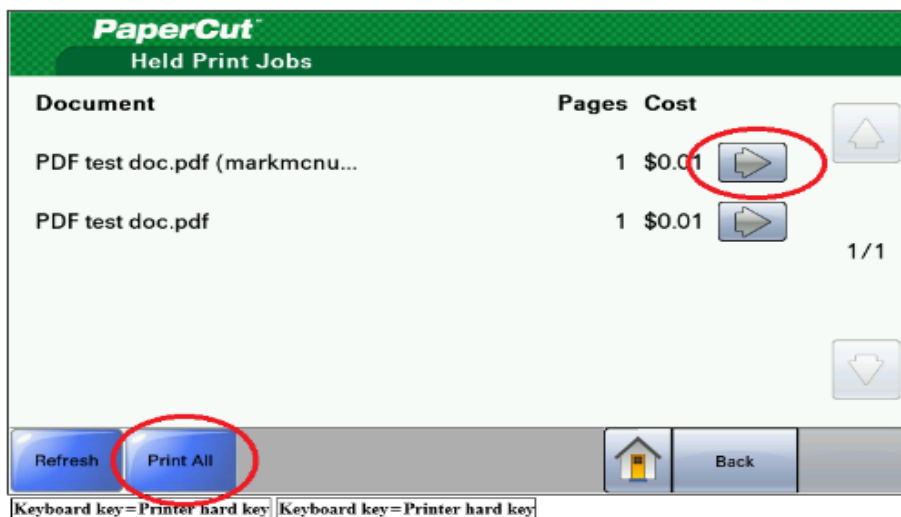 PaperCut
Held Print Jobs
Document Pages Cost
PDF test doc.pdf (markmcnu... 1 $0.01
PDF test doc.pdf 1 $0.01
1/1
Refresh Print All Back
Keyboard key=Printer hard key Keyboard key=Printer hard key